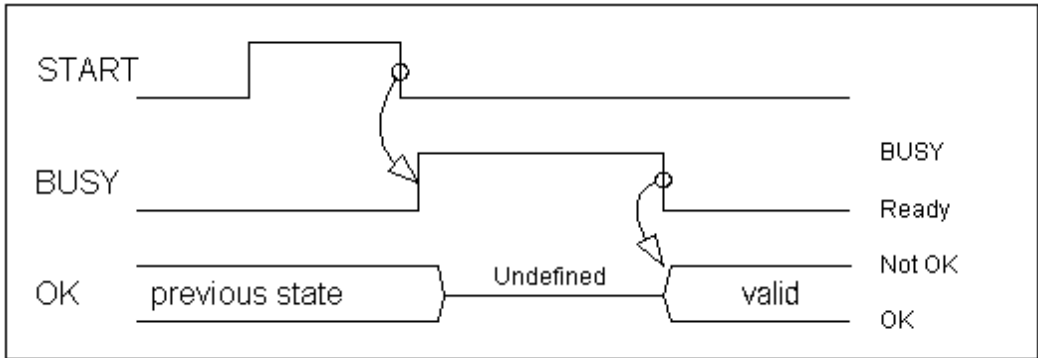 START
BUSY
BUSY
Ready
Undefined
Not OK
OK
previous state
valid
OK